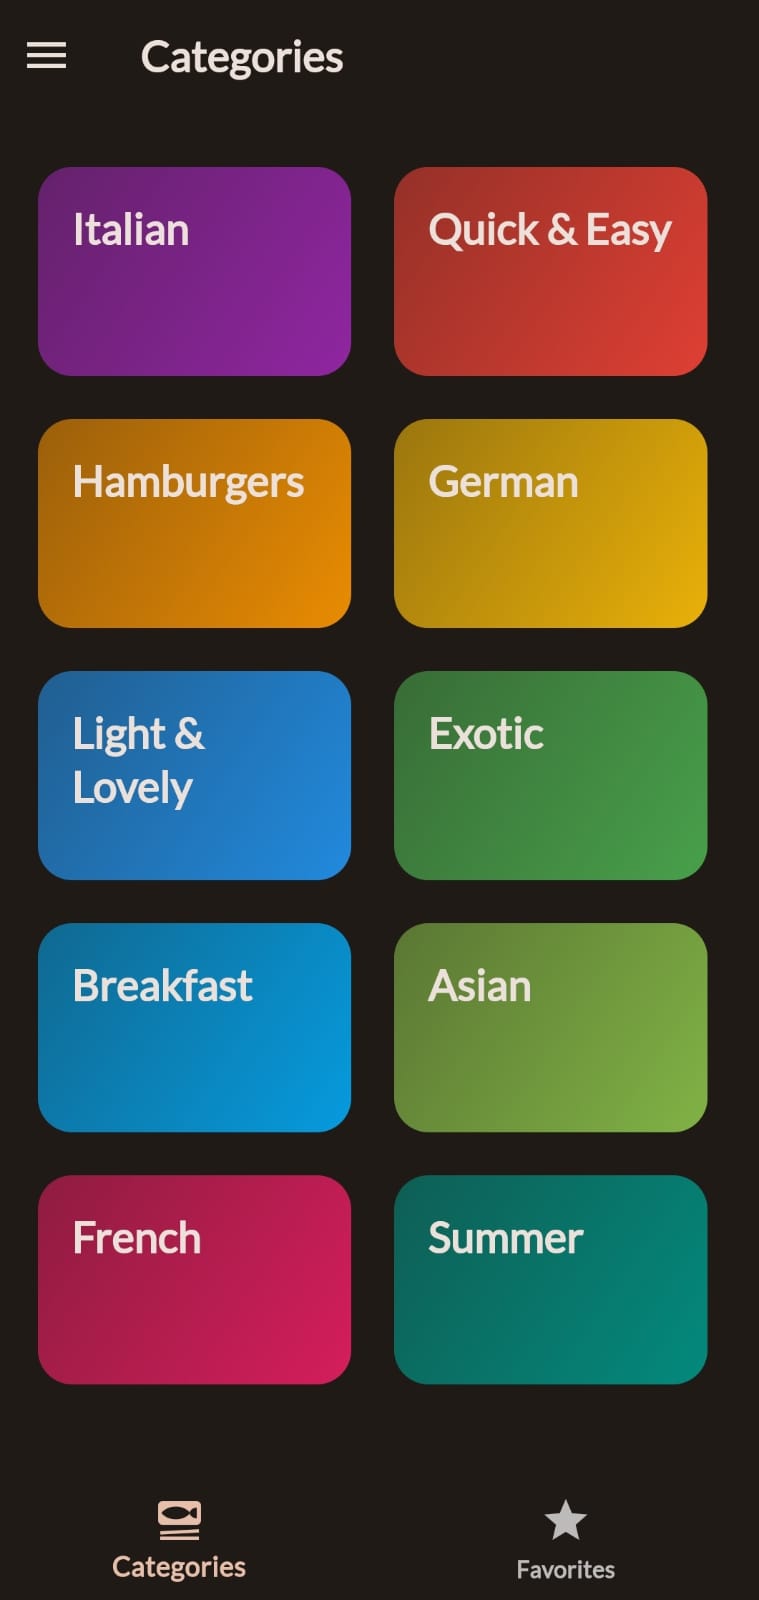 Categories
Italian
Quick & Easy
Hamburgers
German
Light &
Lovely
Exotic
Breakfast
Asian
French
Summer
Categories
Favorites